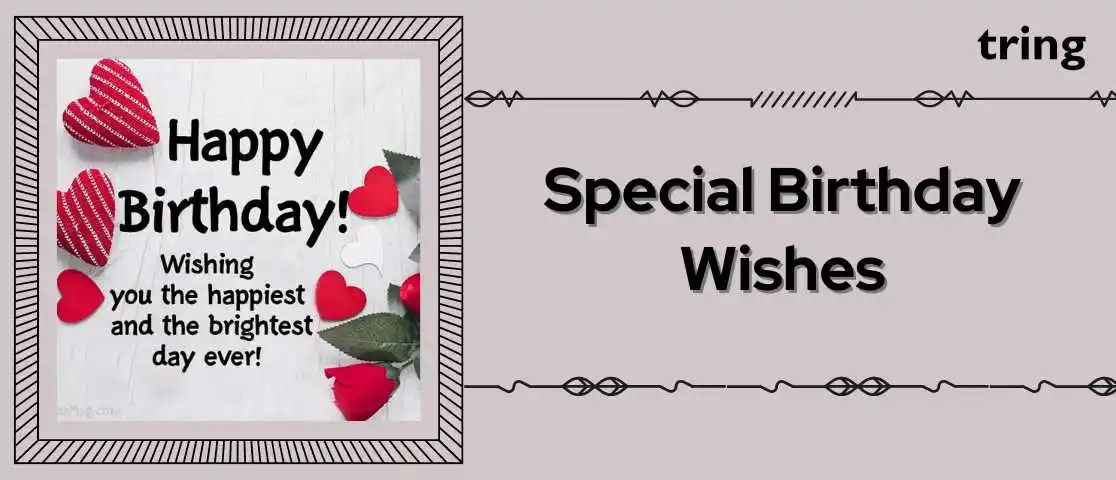 Happy
Birthday!
Wishing
you the happiest
and the brightest
day ever!
tring
Special Birthday
Wishes